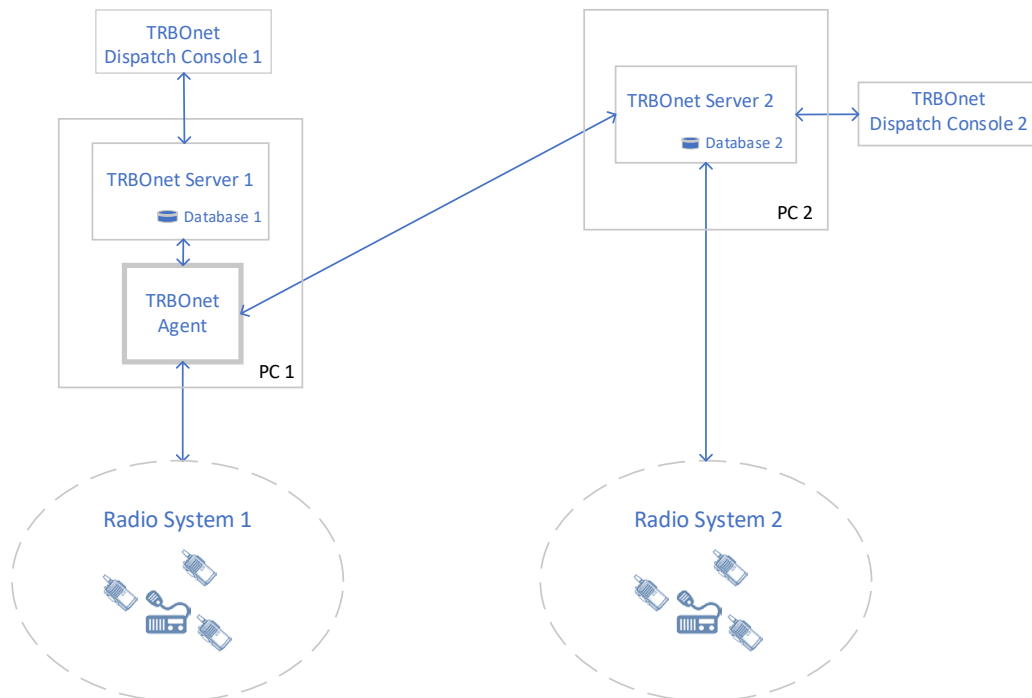 TRBOnet
Dispatch Console 1
TRBOnet Server 1
Database 1
TRBOnet
Agent
PC 1
Radio System 1
TRBOnet Server 2
Database 2
PC 2
TRBOnet
Dispatch Console 2
Radio System 2